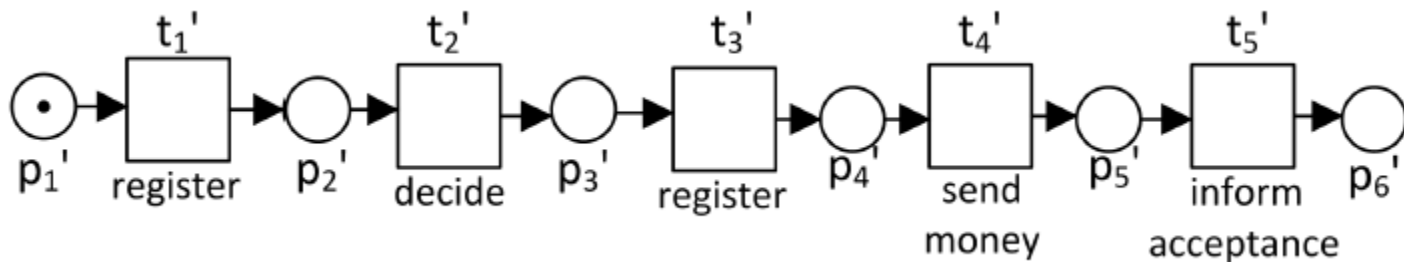 t₁' t₂' t₃' t₄' t₅'
p₁' register p₂' decide p₃' register p₄' send p₅' inform p₆'
money acceptance